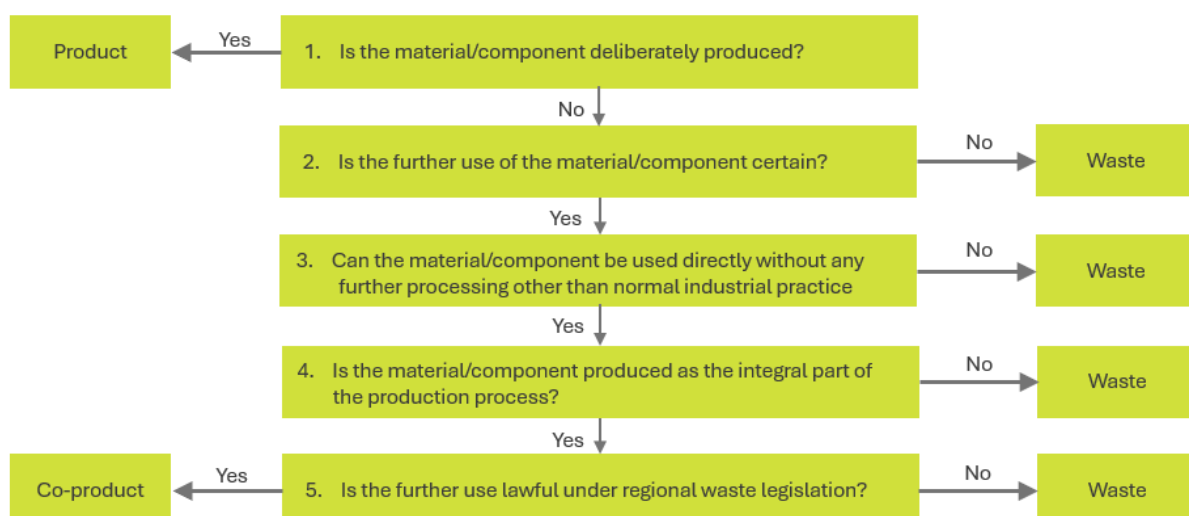 Product
Yes
1. Is the material/component deliberately produced?
No
2. Is the further use of the material/component certain?
No
Waste
Yes
3. Can the material/component be used directly without any
further processing other than normal industrial practice
No
Waste
Yes
4. Is the material/component produced as the integral part of
the production process?
No
Waste
Yes
Co-product
Yes
5. Is the further use lawful under regional waste legislation?
No
Waste